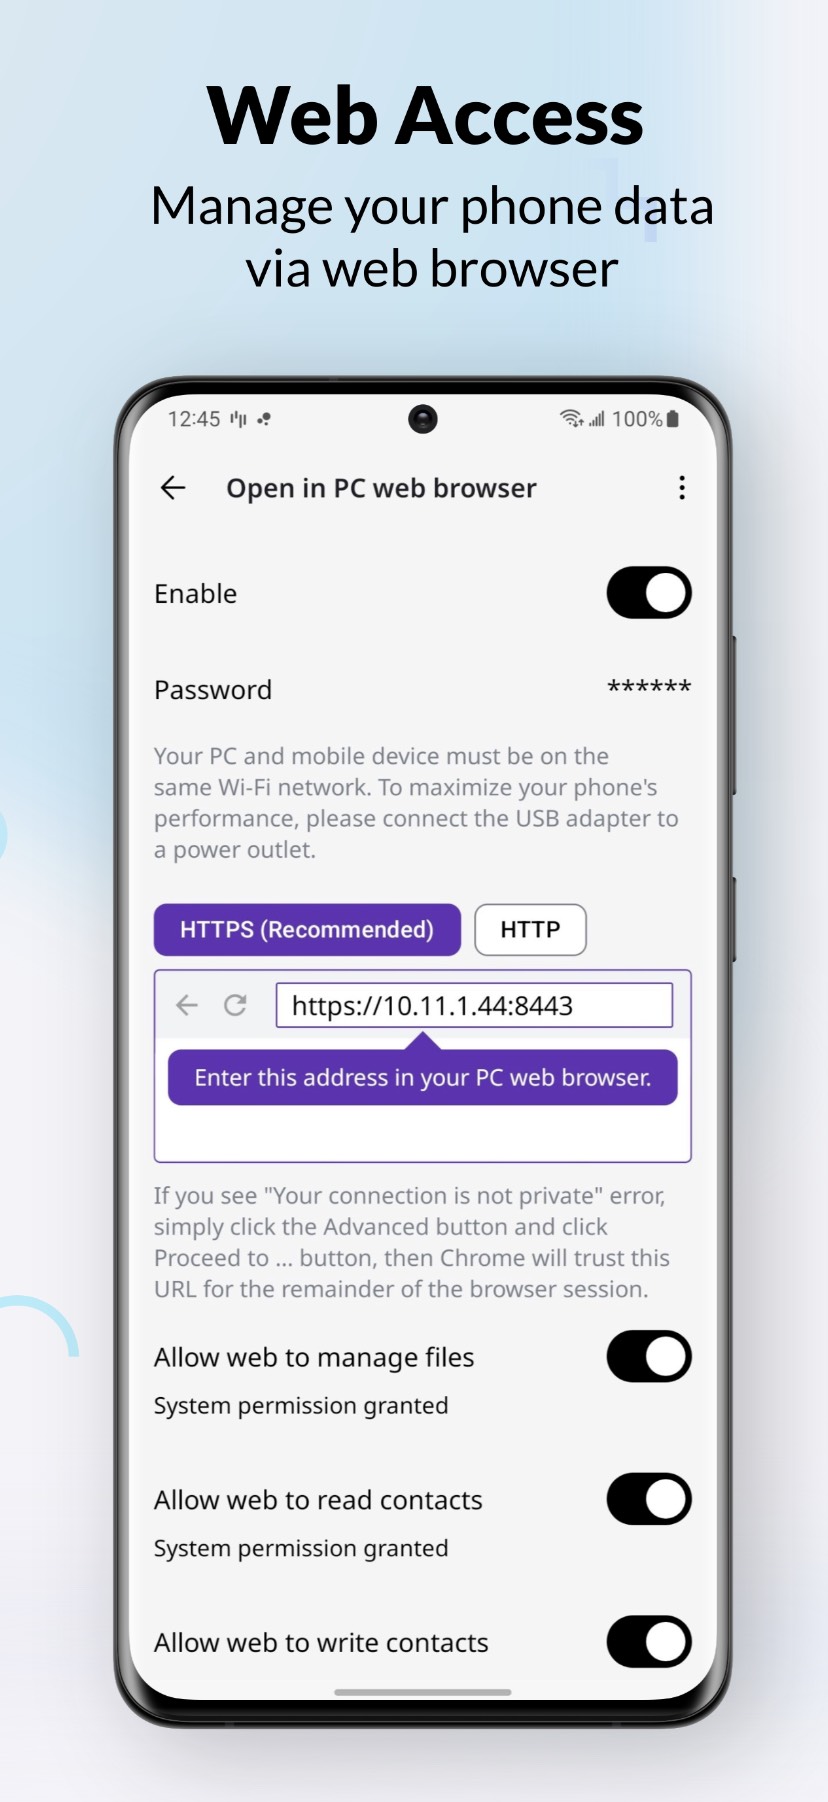 Web Access
Manage your phone data
via web browser
12:45
100%
Open in PC web browser
Enable
Password ******
Your PC and mobile device must be on the
same Wi-Fi network. To maximize your phone's
performance, please connect the USB adapter to
a power outlet.
HTTPS (Recommended) HTTP
https://10.11.1.44:8443
Enter this address in your PC web browser.
If you see "Your connection is not private" error,
simply click the Advanced button and click
Proceed to ... button, then Chrome will trust this
URL for the remainder of the browser session.
Allow web to manage files
System permission granted
Allow web to read contacts
System permission granted
Allow web to write contacts